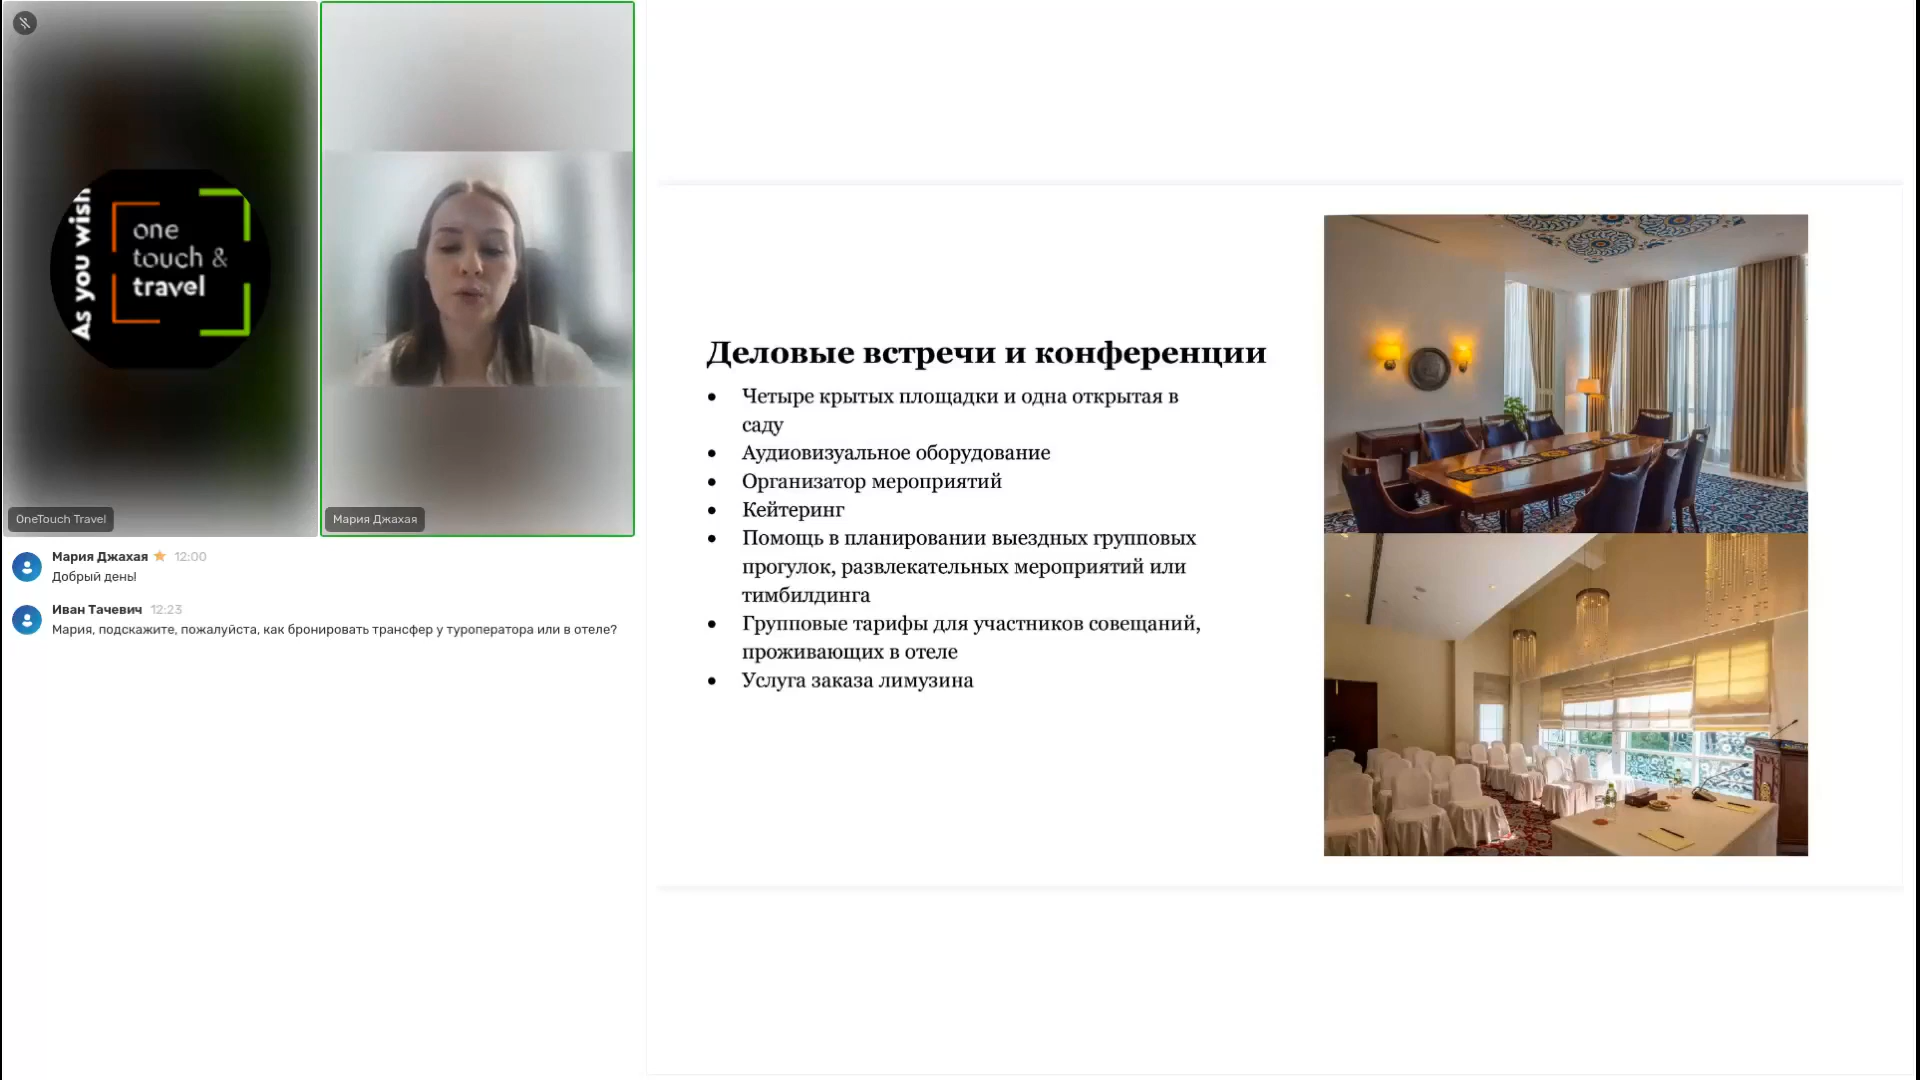 As you wish
one
touch &
travel
OneTouch Travel
Мария Джахая
Мария Джахая 12:00
Добрый день!
Иван Тачевич 12:23
Мария, подскажите, пожалуйста, как бронировать трансфер у туроператора или в отеле?
Деловые встречи и конференции
• Четыре крытых площадки и одна открытая в
саду
• Аудиовизуальное оборудование
• Организатор мероприятий
• Кейтеринг
• Помощь в планировании выездных групповых
прогулок, развлекательных мероприятий или
тимбилдинга
• Групповые тарифы для участников совещаний,
проживающих в отеле
• Услуга заказа лимузина